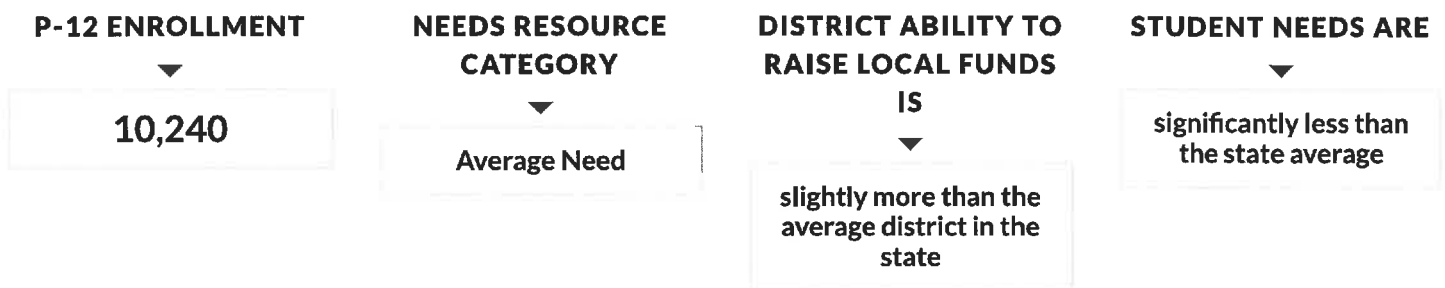 P-12 ENROLLMENT
10,240
NEEDS RESOURCE
CATEGORY
Average Need
DISTRICT ABILITY TO
RAISE LOCAL FUNDS
IS
slightly more than the
average district in the
state
STUDENT NEEDS ARE
significantly less than
the state average